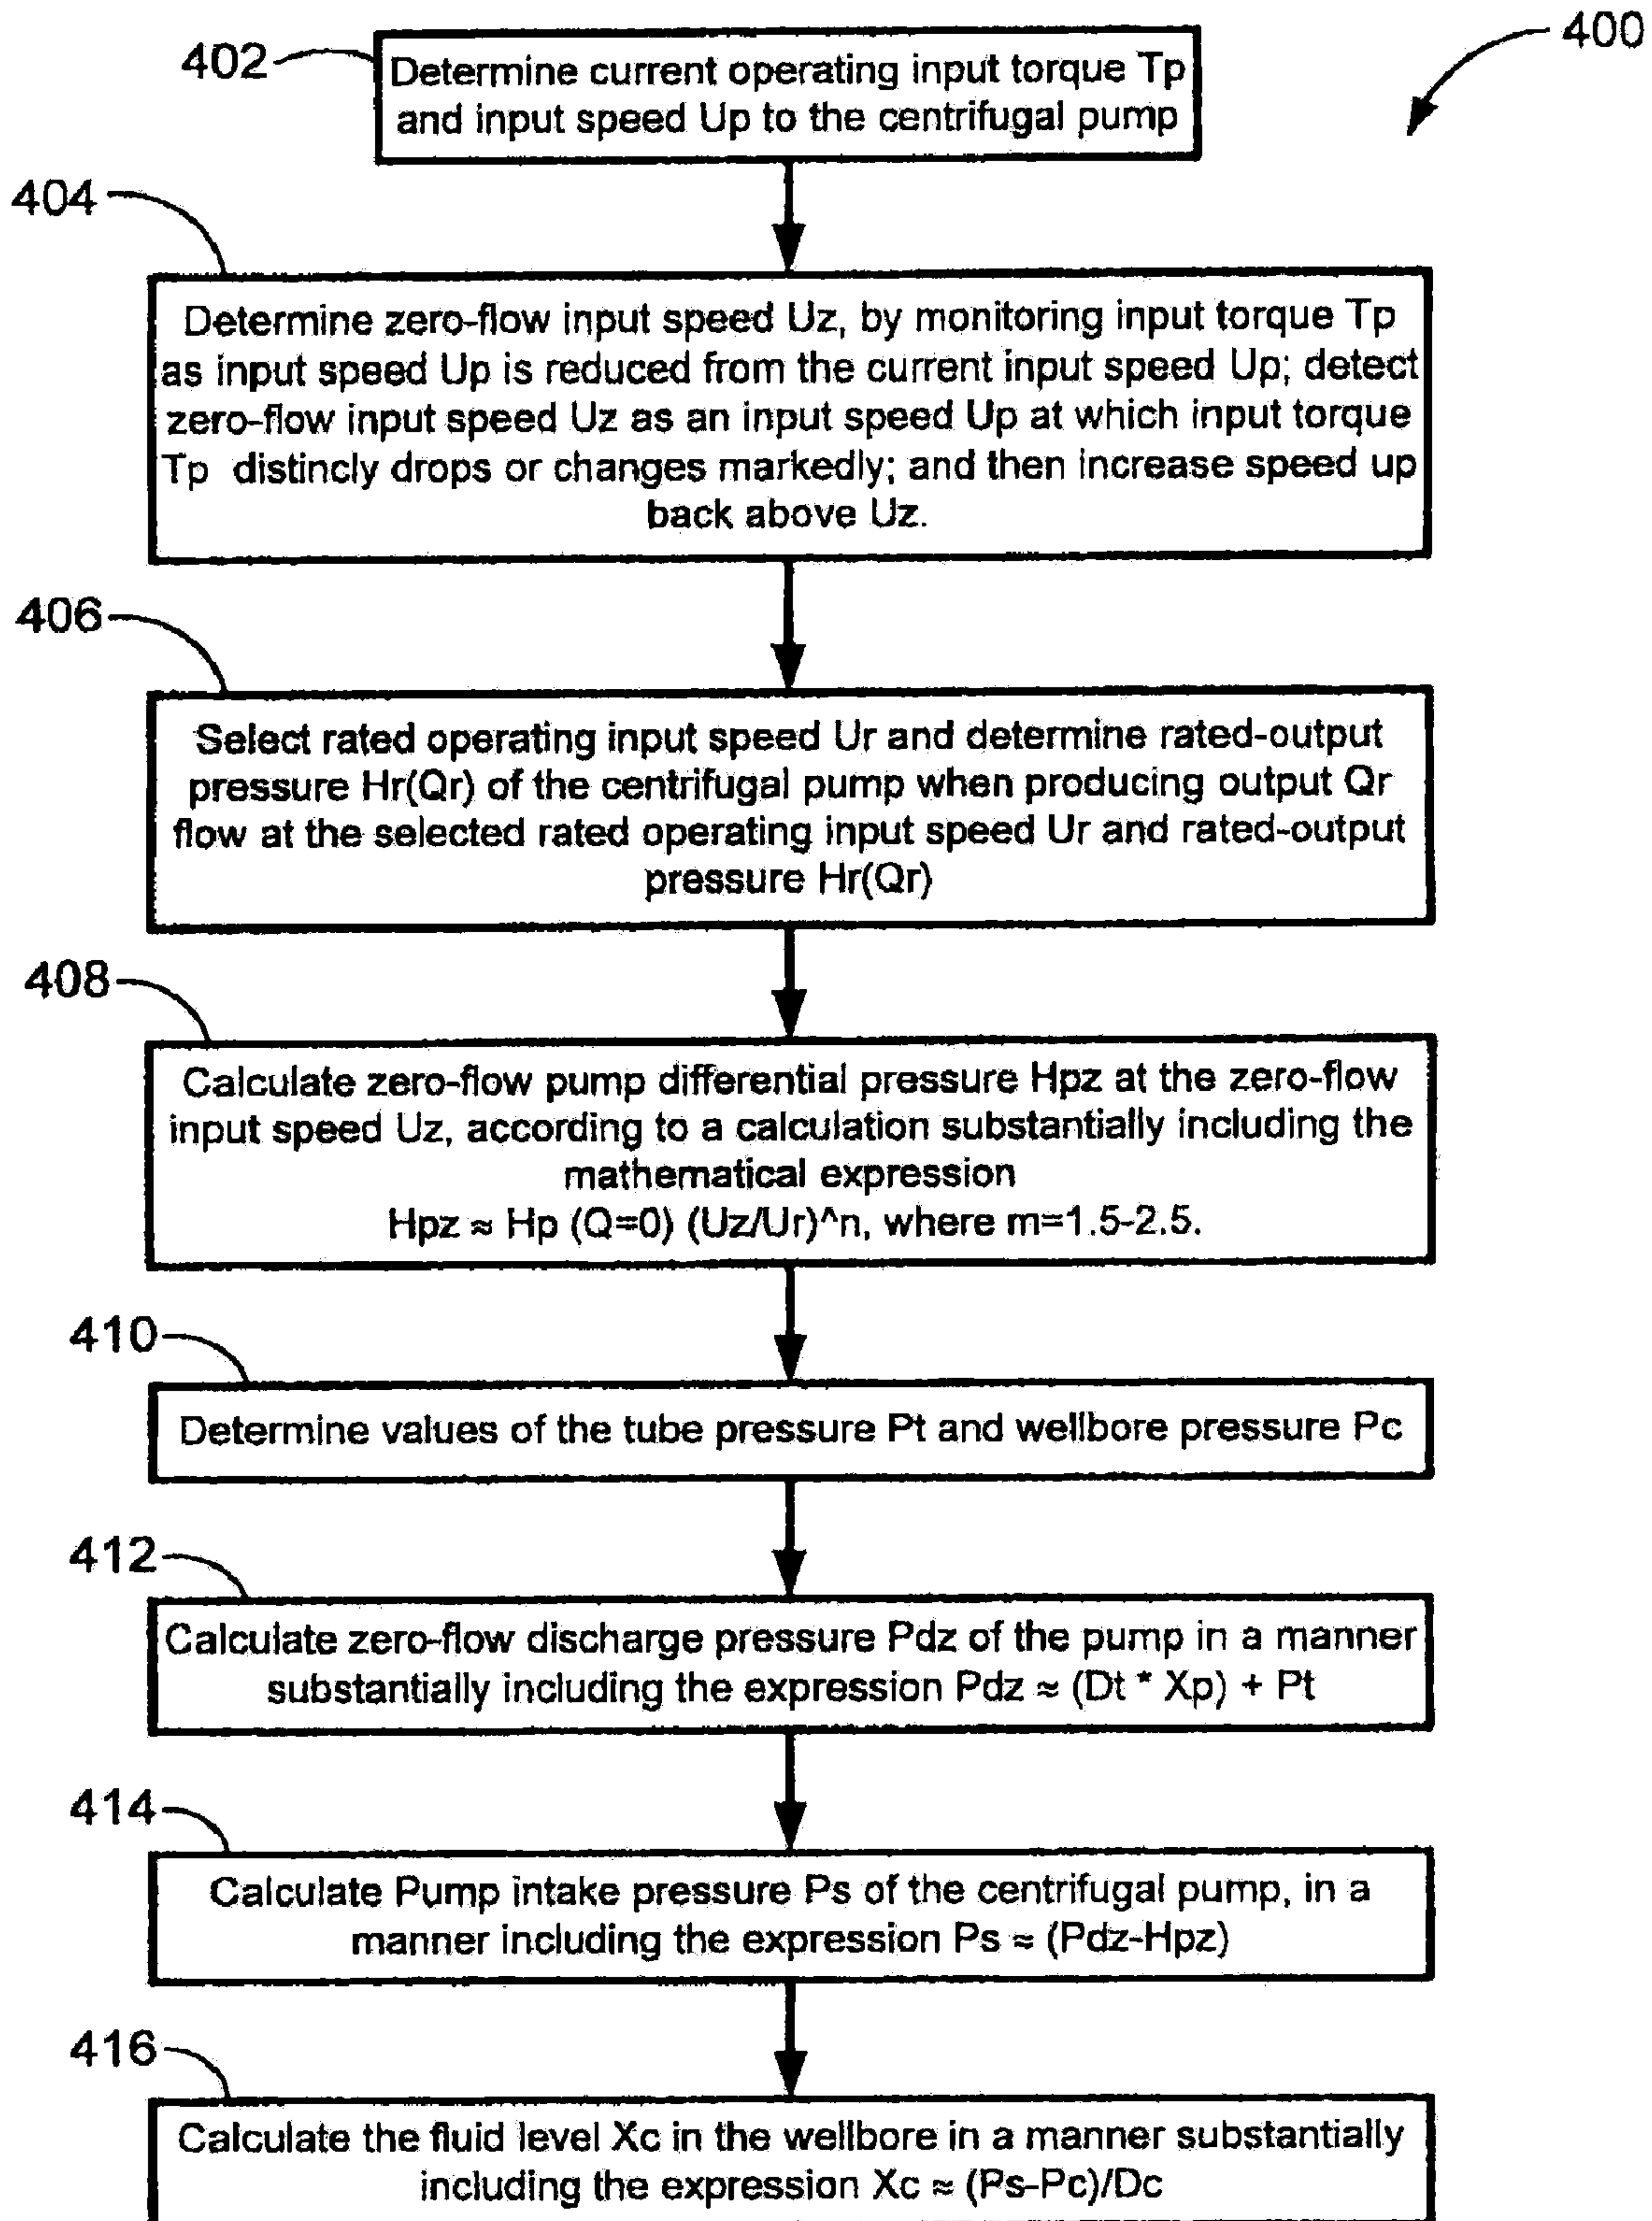 400
402
Determine current operating input torque Tp
and input speed Up to the centrifugal pump
404
Determine zero-flow input speed Uz, by monitoring input torque Tp
as input speed Up is reduced from the current input speed Up; detect
zero-flow input speed Uz as an input speed Up at which input torque
Tp distincly drops or changes markedly; and then increase speed up
back above Uz.
406
Select rated operating input speed Ur and determine rated-output
pressure Hr(Qr) of the centrifugal pump when producing output Qr
flow at the selected rated operating input speed Ur and rated-output
pressure Hr(Qr)
408
Calculate zero-flow pump differential pressure Hpz at the zero-flow
input speed Uz, according to a calculation substantially including the
mathematical expression
Hpz ≈ Hp (Q=0) (Uz/Ur)^n, where m=1.5-2.5.
410
Determine values of the tube pressure Pt and wellbore pressure Pc
412
Calculate zero-flow discharge pressure Pdz of the pump in a manner
substantially including the expression Pdz ≈ (Dt * Xp) + Pt
414
Calculate Pump intake pressure Ps of the centrifugal pump, in a
manner including the expression Ps ≈ (Pdz-Hpz)
416
Calculate the fluid level Xc in the wellbore in a manner substantially
including the expression Xc ≈ (Ps-Pc)/Dc